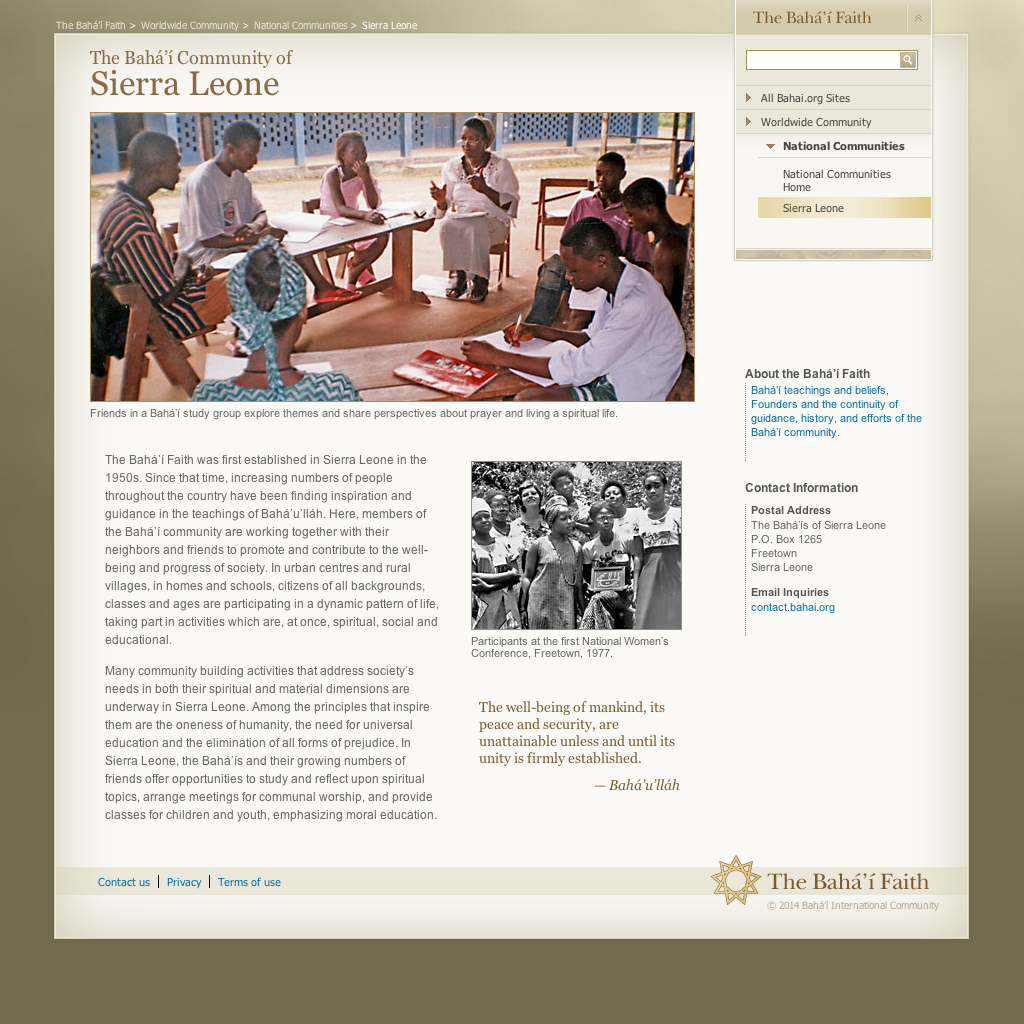 The Bahá’í Faith > Worldwide Community > National Communities > Sierra Leone
The Bahá’í Faith
The Bahá’í Community of
Sierra Leone
All Bahai.org Sites
Worldwide Community
National Communities
National Communities
Home
Sierra Leone
Friends in a Bahá’í study group explore themes and share perspectives about prayer and living a spiritual life.
The Bahá’í Faith was first established in Sierra Leone in the
1950s. Since that time, increasing numbers of people
throughout the country have been finding inspiration and
guidance in the teachings of Bahá’u’lláh. Here, members of
the Bahá’í community are working together with their
neighbors and friends to promote and contribute to the well-
being and progress of society. In urban centres and rural
villages, in homes and schools, citizens of all backgrounds,
classes and ages are participating in a dynamic pattern of life,
taking part in activities which are, at once, spiritual, social and
educational.
Many community building activities that address society’s
needs in both their spiritual and material dimensions are
underway in Sierra Leone. Among the principles that inspire
them are the oneness of humanity, the need for universal
education and the elimination of all forms of prejudice. In
Sierra Leone, the Bahá’ís and their growing numbers of
friends offer opportunities to study and reflect upon spiritual
topics, arrange meetings for communal worship, and provide
classes for children and youth, emphasizing moral education.
Participants at the first National Women’s
Conference, Freetown, 1977.
The well-being of mankind, its
peace and security, are
unattainable unless and until its
unity is firmly established.
— Bahá’u’lláh
About the Bahá’í Faith
Bahá’í teachings and beliefs,
Founders and the continuity of
guidance, history, and efforts of the
Bahá’í community.
Contact Information
Postal Address
The Bahá’ís of Sierra Leone
P.O. Box 1265
Freetown
Sierra Leone
Email Inquiries
contact.bahai.org
Contact us | Privacy | Terms of use
The Bahá’í Faith
© 2014 Bahá’í International Community